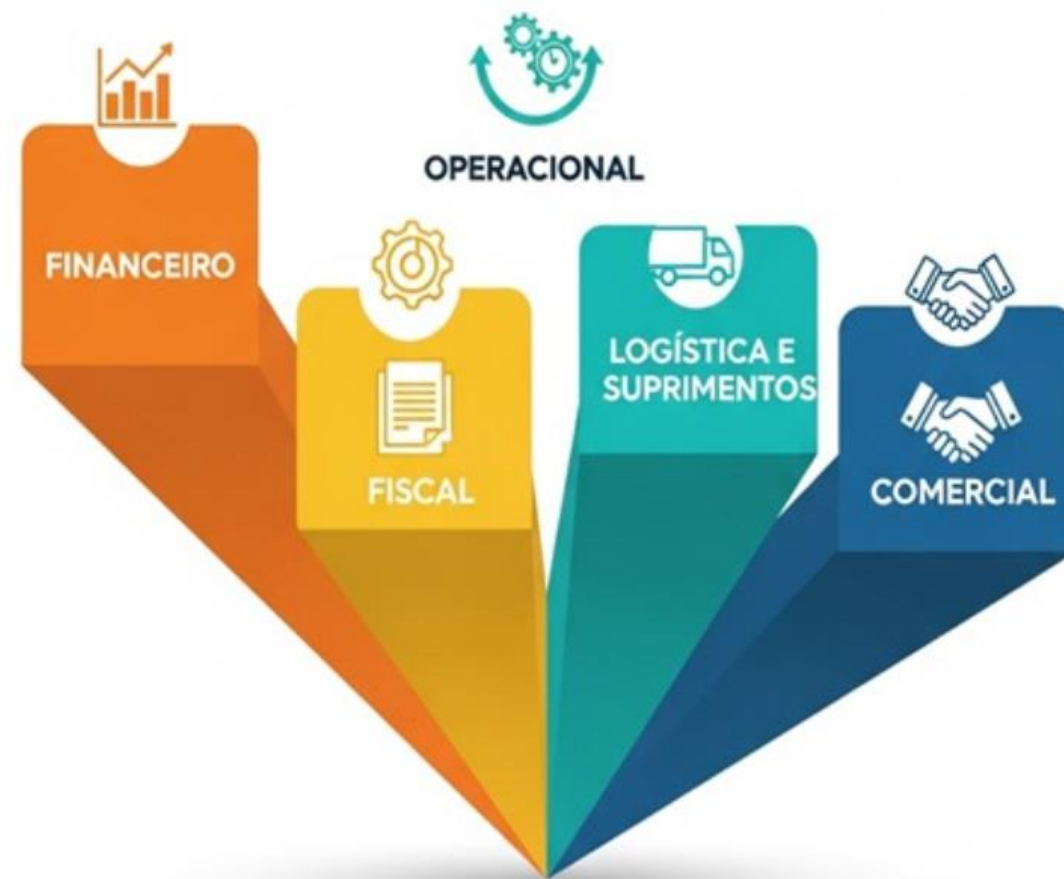 OPERACIONAL
FINANCEIRO
FISCAL
LOGÍSTICA E
SUPRIMENTOS
COMERCIAL